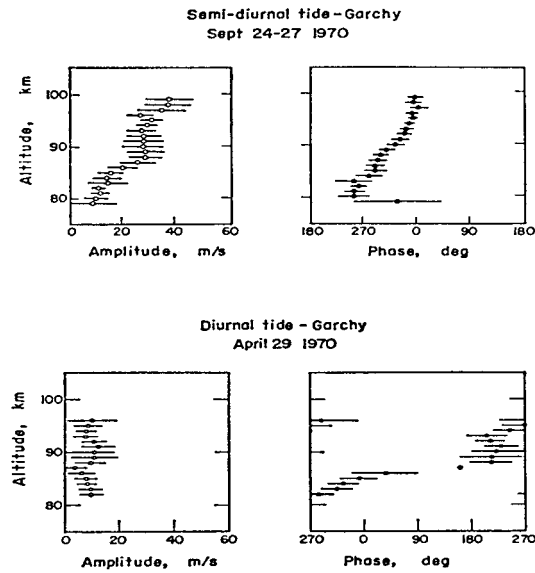 Semi-diurnal tide-Garchy
Sept 24-27 1970
Altitude, km
100
90
80
0 20 40 60
Amplitude, m/s
180 270 0 90 180
Phase, deg
Diurnal tide - Garchy
April 29 1970
Altitude, km
100
90
80
0 20 40 60
Amplitude, m/s
270 0 90 180 270
Phase, deg